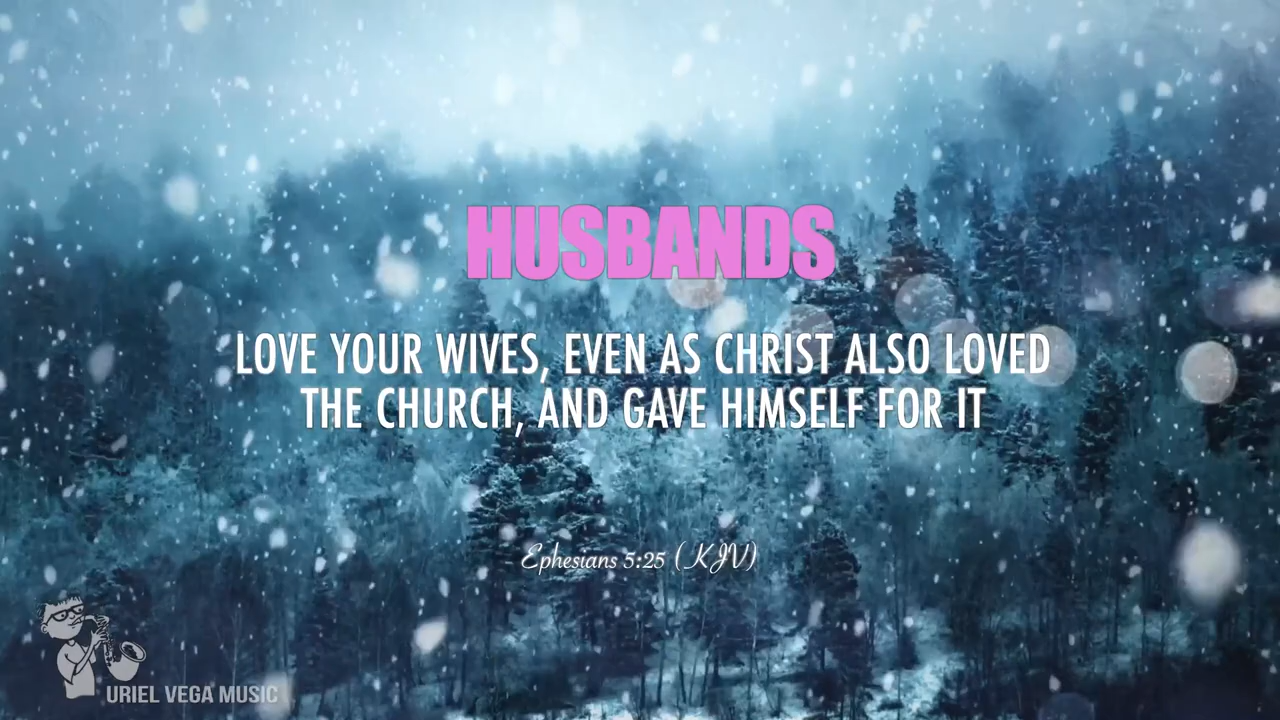 HUSBANDS
LOVE YOUR WIVES, EVEN AS CHRIST ALSO LOVED
THE CHURCH, AND GAVE HIMSELF FOR IT
Ephesians 5:25 (KJV)
URIEL VEGA MUSIC